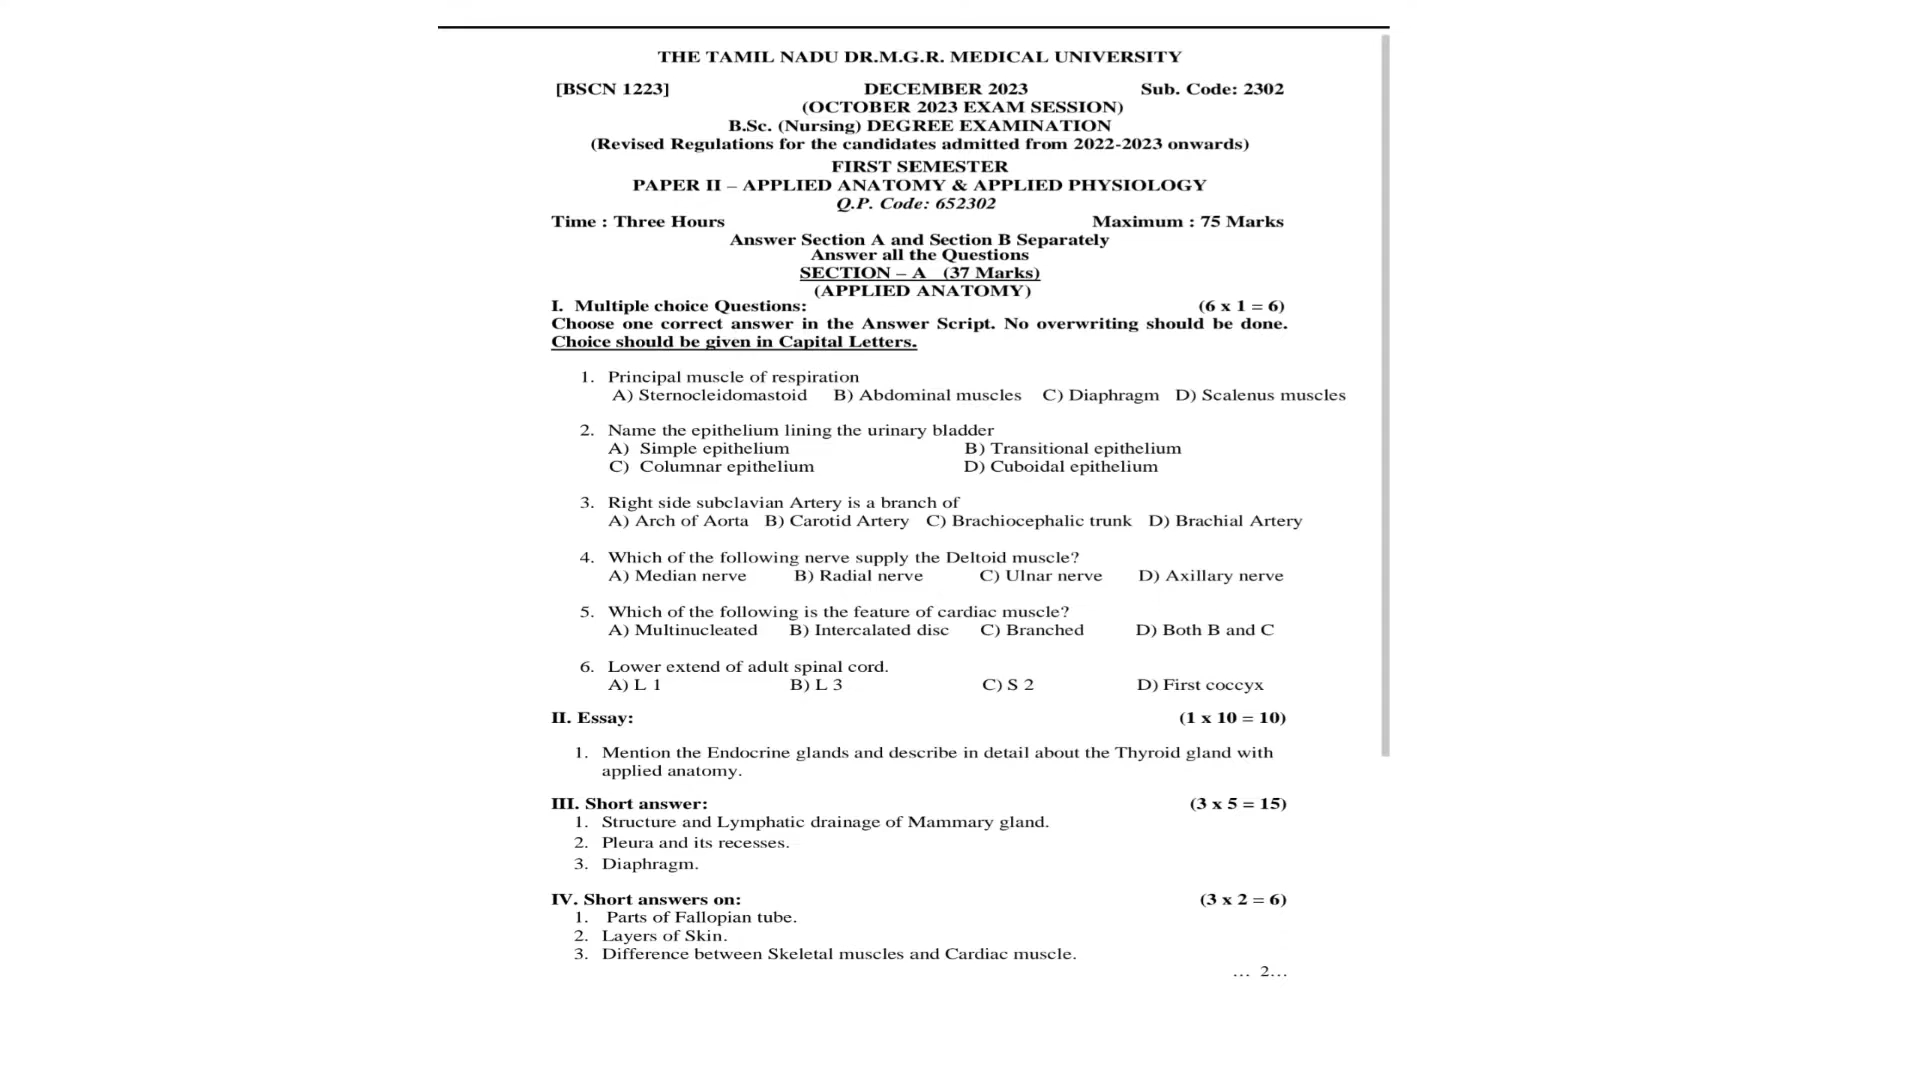 THE TAMIL NADU DR.M.G.R. MEDICAL UNIVERSITY
[BSCN 1223] DECEMBER 2023 Sub. Code: 2302
(OCTOBER 2023 EXAM SESSION)
B.Sc. (Nursing) DEGREE EXAMINATION
(Revised Regulations for the candidates admitted from 2022-2023 onwards)
FIRST SEMESTER
PAPER II – APPLIED ANATOMY & APPLIED PHYSIOLOGY
Q.P. Code: 652302
Time : Three Hours Maximum : 75 Marks
Answer Section A and Section B Separately
Answer all the Questions
SECTION – A (37 Marks)
(APPLIED ANATOMY)
I. Multiple choice Questions: (6 x 1 = 6)
Choose one correct answer in the Answer Script. No overwriting should be done.
Choice should be given in Capital Letters.
1. Principal muscle of respiration
A) Sternocleidomastoid B) Abdominal muscles C) Diaphragm D) Scalenus muscles
2. Name the epithelium lining the urinary bladder
A) Simple epithelium B) Transitional epithelium
C) Columnar epithelium D) Cuboidal epithelium
3. Right side subclavian Artery is a branch of
A) Arch of Aorta B) Carotid Artery C) Brachiocephalic trunk D) Brachial Artery
4. Which of the following nerve supply the Deltoid muscle?
A) Median nerve B) Radial nerve C) Ulnar nerve D) Axillary nerve
5. Which of the following is the feature of cardiac muscle?
A) Multinucleated B) Intercalated disc C) Branched D) Both B and C
6. Lower extend of adult spinal cord.
A) L 1 B) L 3 C) S 2 D) First coccyx
II. Essay: (1 x 10 = 10)
1. Mention the Endocrine glands and describe in detail about the Thyroid gland with
applied anatomy.
III. Short answer: (3 x 5 = 15)
1. Structure and Lymphatic drainage of Mammary gland.
2. Pleura and its recesses.
3. Diaphragm.
IV. Short answers on: (3 x 2 = 6)
1. Parts of Fallopian tube.
2. Layers of Skin.
3. Difference between Skeletal muscles and Cardiac muscle.
... 2...